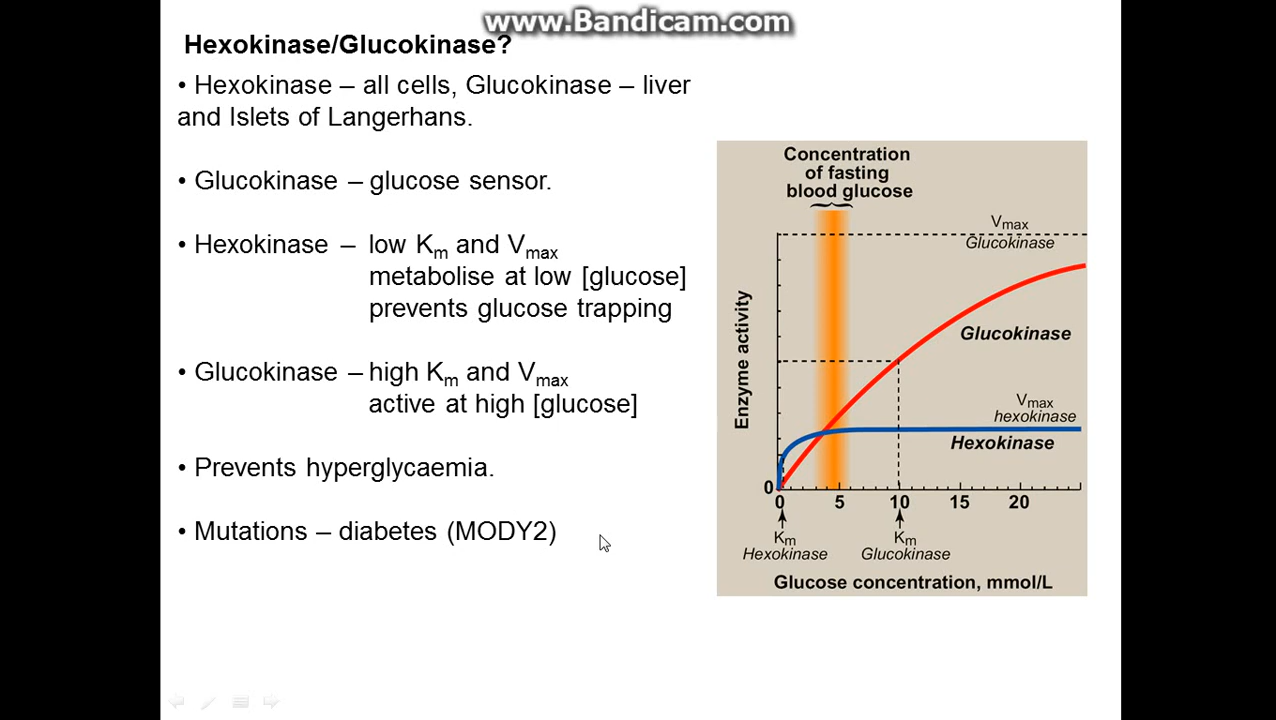 www.Bandicam.com
Hexokinase/Glucokinase?
• Hexokinase – all cells, Glucokinase – liver
and Islets of Langerhans.
• Glucokinase – glucose sensor.
• Hexokinase – low Km and Vmax
metabolise at low [glucose]
prevents glucose trapping
• Glucokinase – high Km and Vmax
active at high [glucose]
• Prevents hyperglycaemia.
• Mutations – diabetes (MODY2)
Concentration
of fasting
blood glucose
Vmax
Glucokinase
Glucokinase
Vmax
hexokinase
Hexokinase
Enzyme activity
0
0 5 10 15 20
Km
Hexokinase
Km
Glucokinase
Glucose concentration, mmol/L